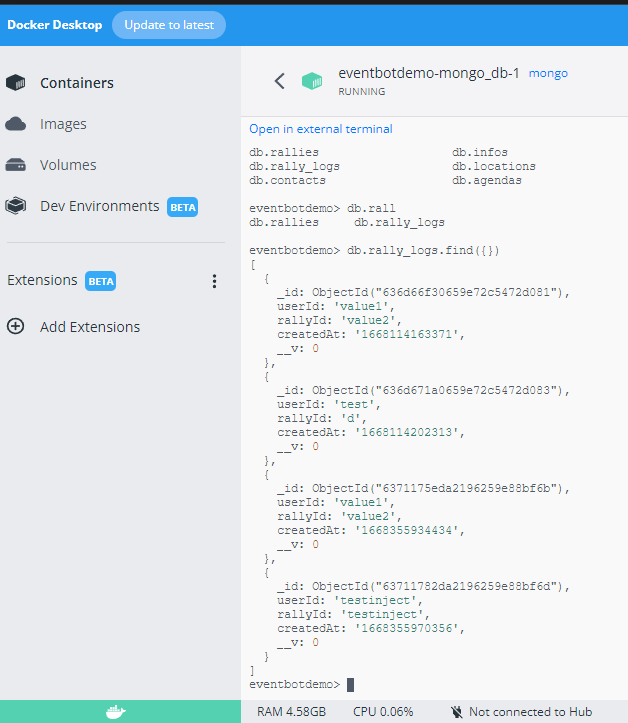 Docker Desktop Update to latest
Containers
Images
Volumes
Dev Environments BETA
Extensions BETA
Add Extensions
eventbotdemo-mongo_db-1 mongo
RUNNING
Open in external terminal
db.rallies db.infos
db.rally_logs db.locations
db.contacts db.agendas
eventbotdemo> db.rall
db.rallies db.rally_logs
eventbotdemo> db.rally_logs.find({})
[
{
_id: ObjectId("636d66f30659e72c5472d081"),
userId: 'value1',
rallyId: 'value2',
createdAt: '1668114163371',
__v: 0
},
{
_id: ObjectId("636d671a0659e72c5472d083"),
userId: 'test',
rallyId: 'd',
createdAt: '1668114202313',
__v: 0
},
{
_id: ObjectId("6371175eda2196259e88bf6b"),
userId: 'value1',
rallyId: 'value2',
createdAt: '1668355934434',
__v: 0
},
{
_id: ObjectId("63711782da2196259e88bf6d"),
userId: 'testinject',
rallyId: 'testinject',
createdAt: '1668355970356',
__v: 0
}
]
eventbotdemo>
RAM 4.58GB CPU 0.06% Not connected to Hub